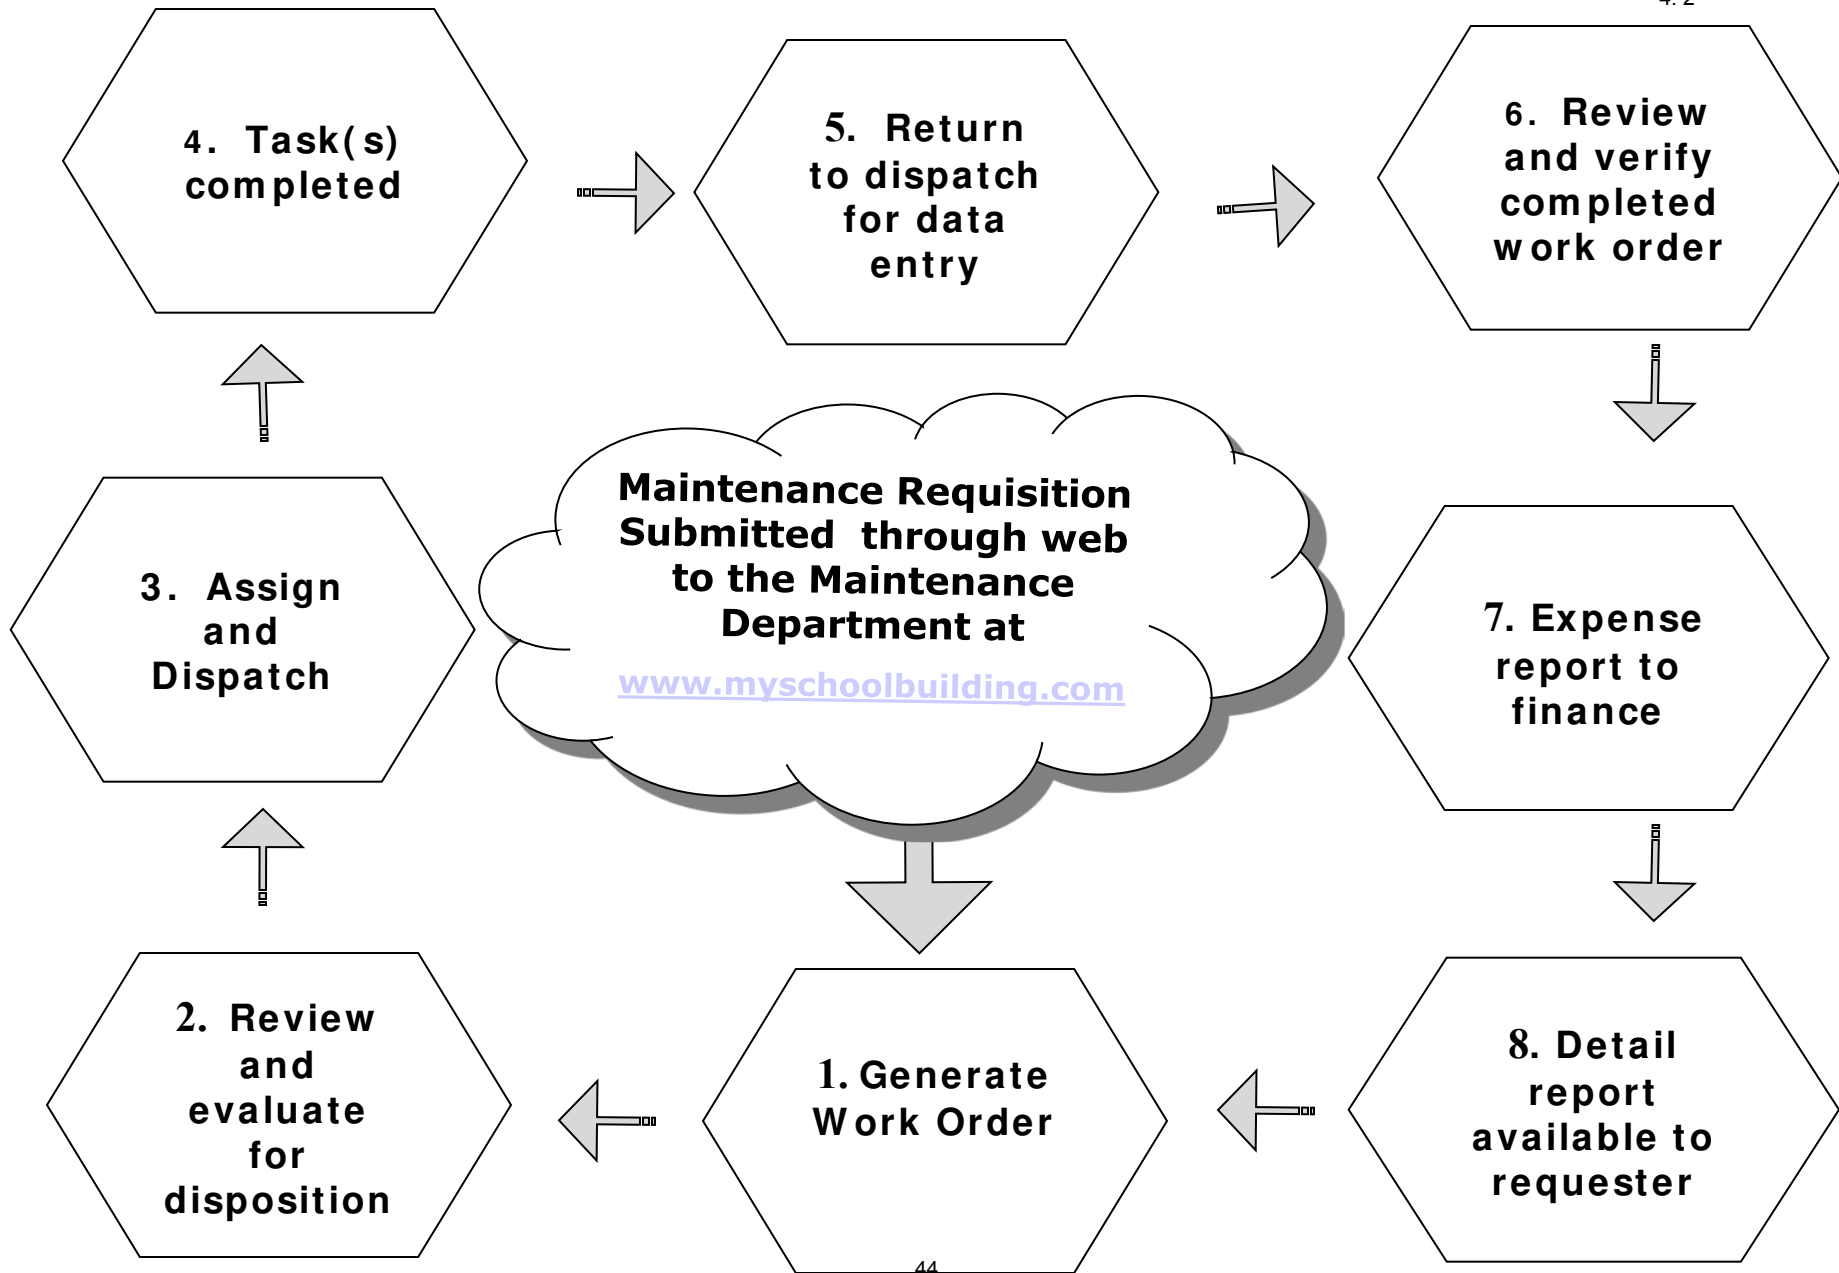 4. 2
4. Task(s)
completed
5. Return
to dispatch
for data
entry
6. Review
and verify
completed
work order
Maintenance Requisition
Submitted through web
to the Maintenance
Department at
www.myschoolbuilding.com
3. Assign
and
Dispatch
7. Expense
report to
finance
2. Review
and
evaluate
for
disposition
1. Generate
Work Order
8. Detail
report
available to
requester
44